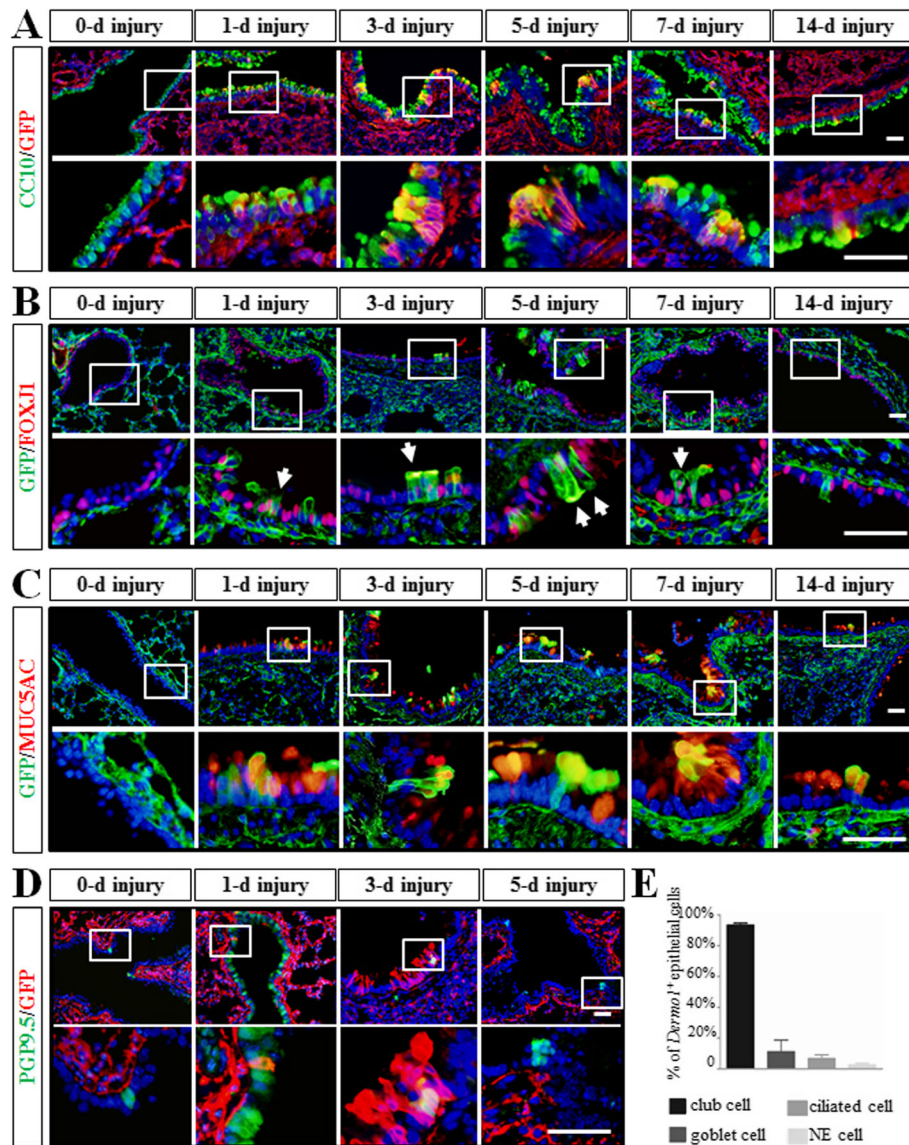 A
0-d injury 1-d injury 3-d injury 5-d injury 7-d injury 14-d injury
CC10/GFP
B
0-d injury 1-d injury 3-d injury 5-d injury 7-d injury 14-d injury
GFP/FOXJ1
C
0-d injury 1-d injury 3-d injury 5-d injury 7-d injury 14-d injury
GFP/MUC5AC
D
0-d injury 1-d injury 3-d injury 5-d injury
PGP9.5/GFP
E
% of Dermo1+ epithelial cells
100%
80%
60%
40%
20%
0
club cell
ciliated cell
goblet cell
NE cell